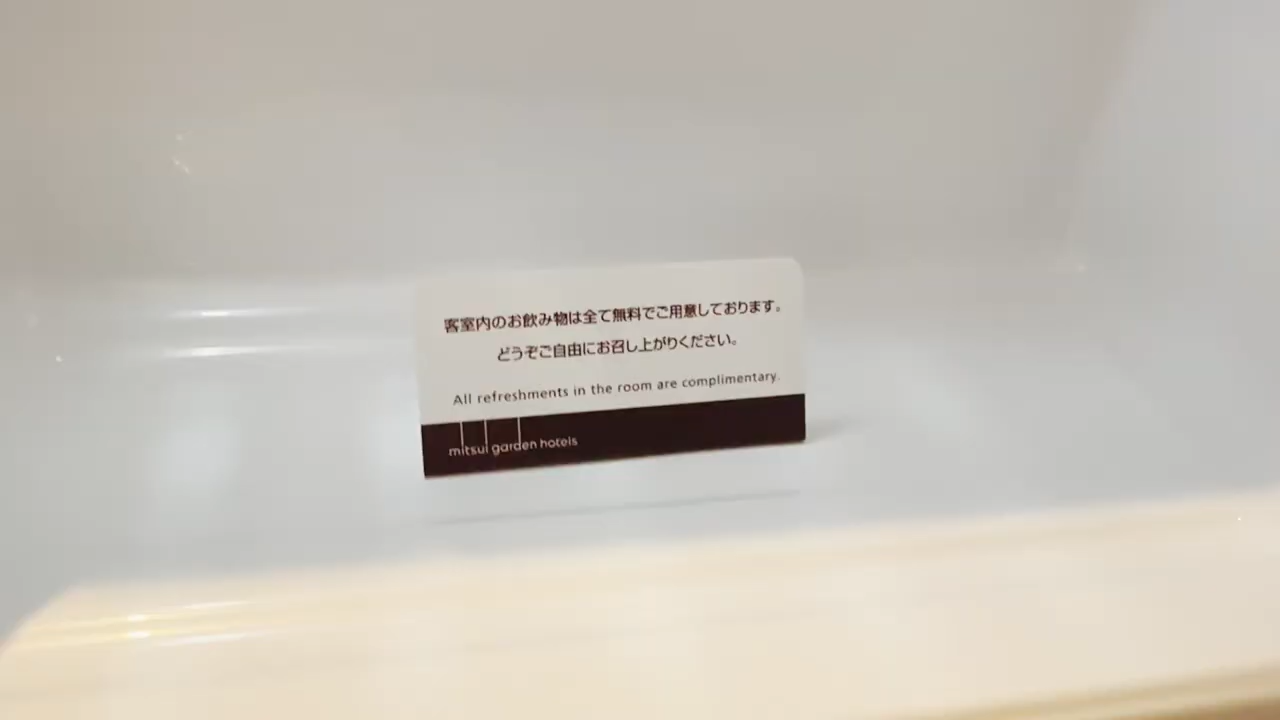 客室内のお飲み物は全て無料でご用意しております。
どうぞご自由にお召し上がりください。
All refreshments in the room are complimentary.
mitsui garden hotels